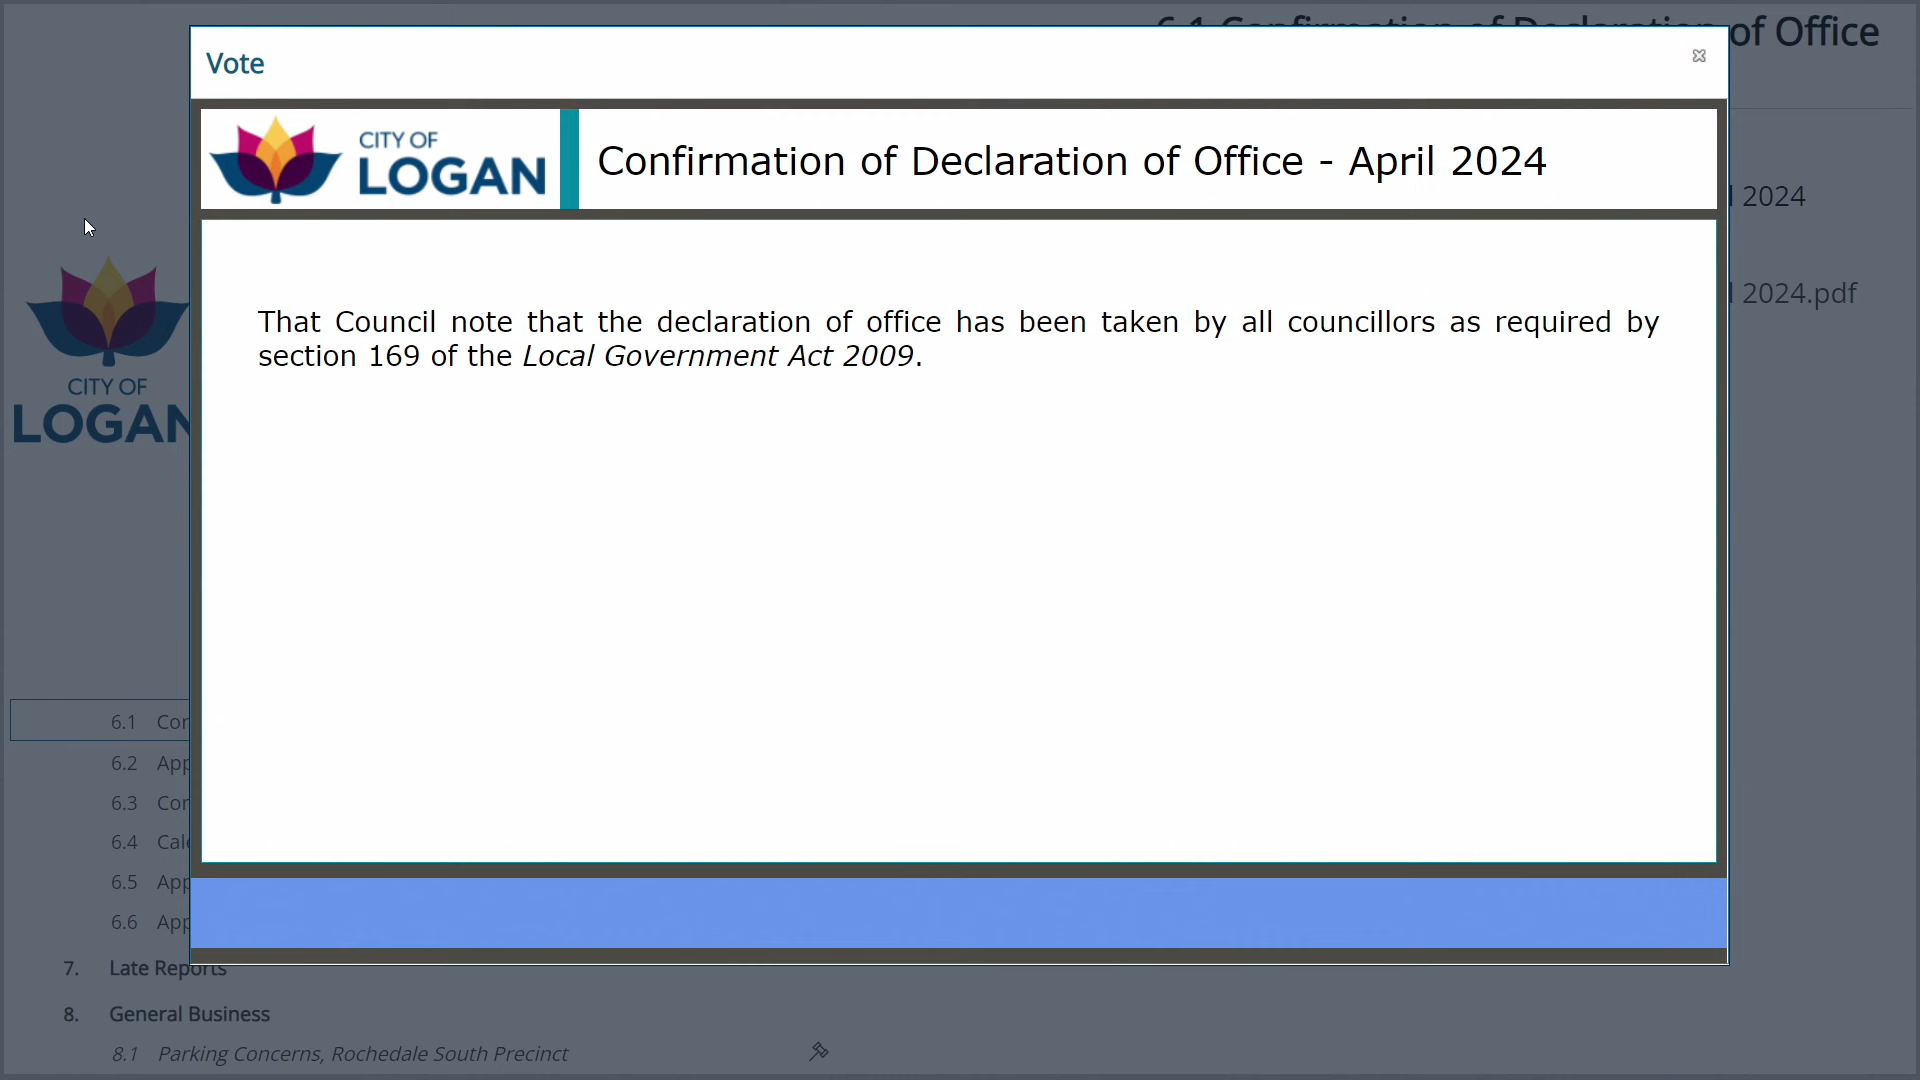 of Office
Vote
CITY OF
LOGAN
Confirmation of Declaration of Office - April 2024
2024
That Council note that the declaration of office has been taken by all councillors as required by
section 169 of the Local Government Act 2009.
2024.pdf
CITY OF
LOGAN
6.1
6.2
6.3
6.4
6.5
6.6
7. Late Reports
8. General Business
8.1 Parking Concerns, Rochedale South Precinct